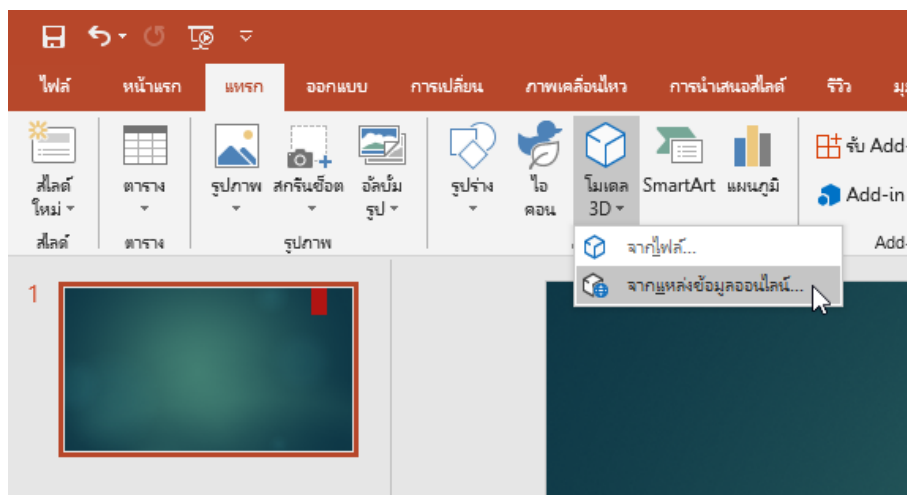 ไฟล์ หน้าแรก แทรก ออกแบบ การเปลี่ยน ภาพเคลื่อนไหว การนำเสนอสไลด์ รีวิว
สไลด์
ใหม่
ตาราง
รูปภาพ
สกรีนช็อต
อัลบั้ม
รูป
รูปร่าง
ไอ
คอน
โมเดล
3D
SmartArt
แผนภูมิ
รับ Add-
Add-in
สไลด์
ตาราง
รูปภาพ
Add-
จากไฟล์...
จากแหล่งข้อมูลออนไลน์...
1